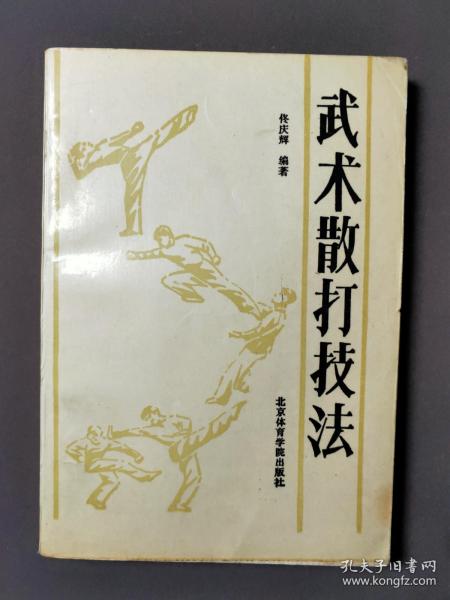 武术散打技法
佟庆辉 编著
北京体育学院出版社
孔夫子旧书网
www.kongfz.com